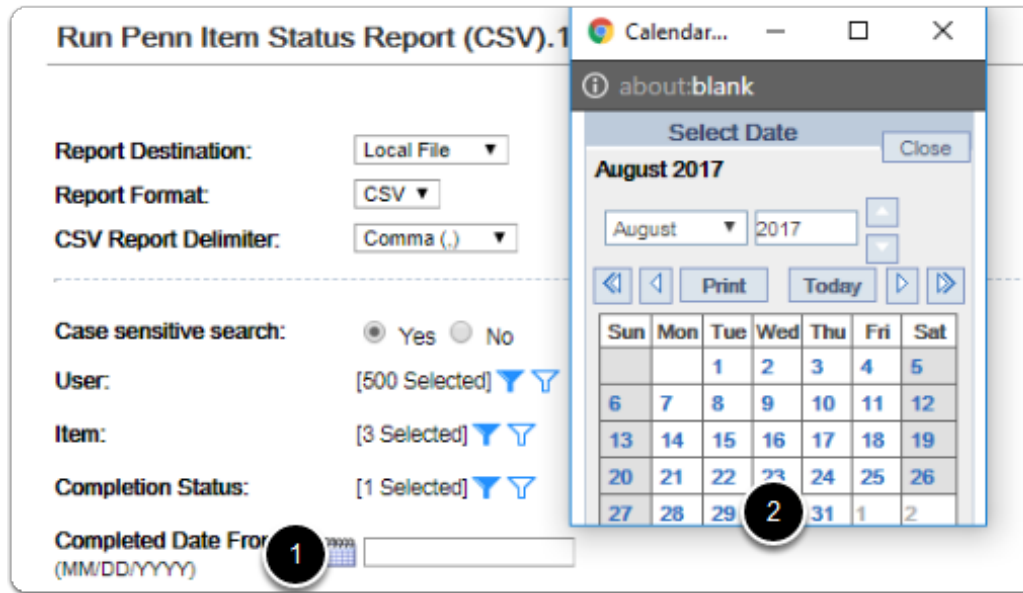 Run Penn Item Status Report (CSV).1
Report Destination: Local File
Report Format: CSV
CSV Report Delimiter: Comma (,)
Case sensitive search: Yes No
User: [500 Selected]
Item: [3 Selected]
Completion Status: [1 Selected]
Completed Date Fro
(MM/DD/YYYY)
1
Calendar...
about:blank
Select Date
Close
August 2017
August 2017
Print Today
Sun Mon Tue Wed Thu Fri Sat
1 2 3 4 5
6 7 8 9 10 11 12
13 14 15 16 17 18 19
20 21 22 23 24 25 26
27 28 29 31 1 2
2